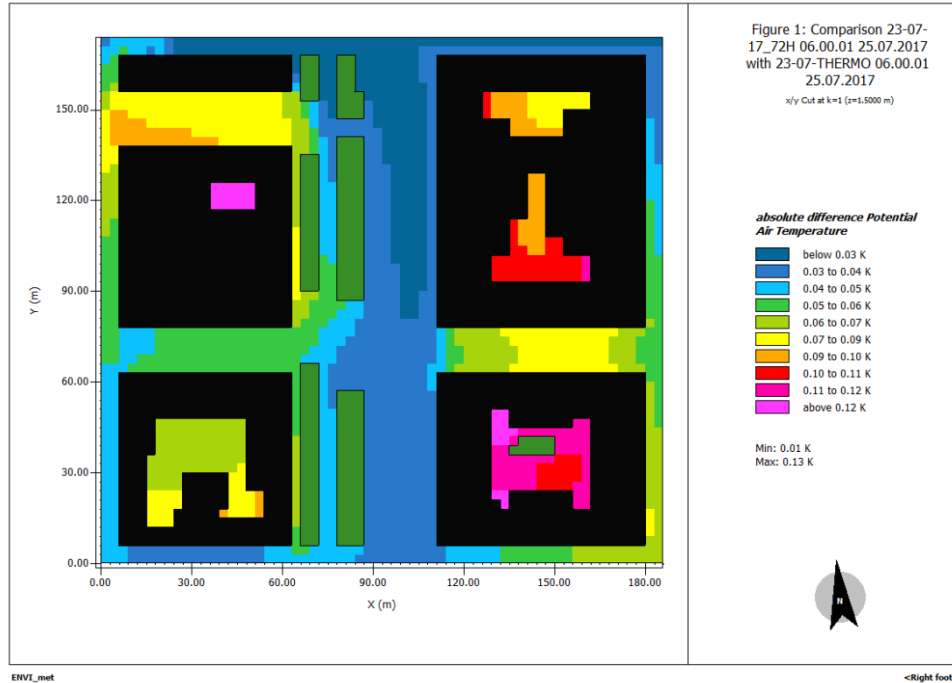 Figure 1: Comparison 23-07-
17_72H 06.00.01 25.07.2017
with 23-07-THERMO 06.00.01
25.07.2017
x/y Cut at k=1 (z=1.5000 m)
absolute difference Potential
Air Temperature
below 0.03 K
0.03 to 0.04 K
0.04 to 0.05 K
0.05 to 0.06 K
0.06 to 0.07 K
0.07 to 0.09 K
0.09 to 0.10 K
0.10 to 0.11 K
0.11 to 0.12 K
above 0.12 K
Min: 0.01 K
Max: 0.13 K
N
Y (m)
150.00
120.00
90.00
60.00
30.00
0.00
0.00 30.00 60.00 90.00 120.00 150.00 180.00
X (m)
ENVI_met
<Right foot